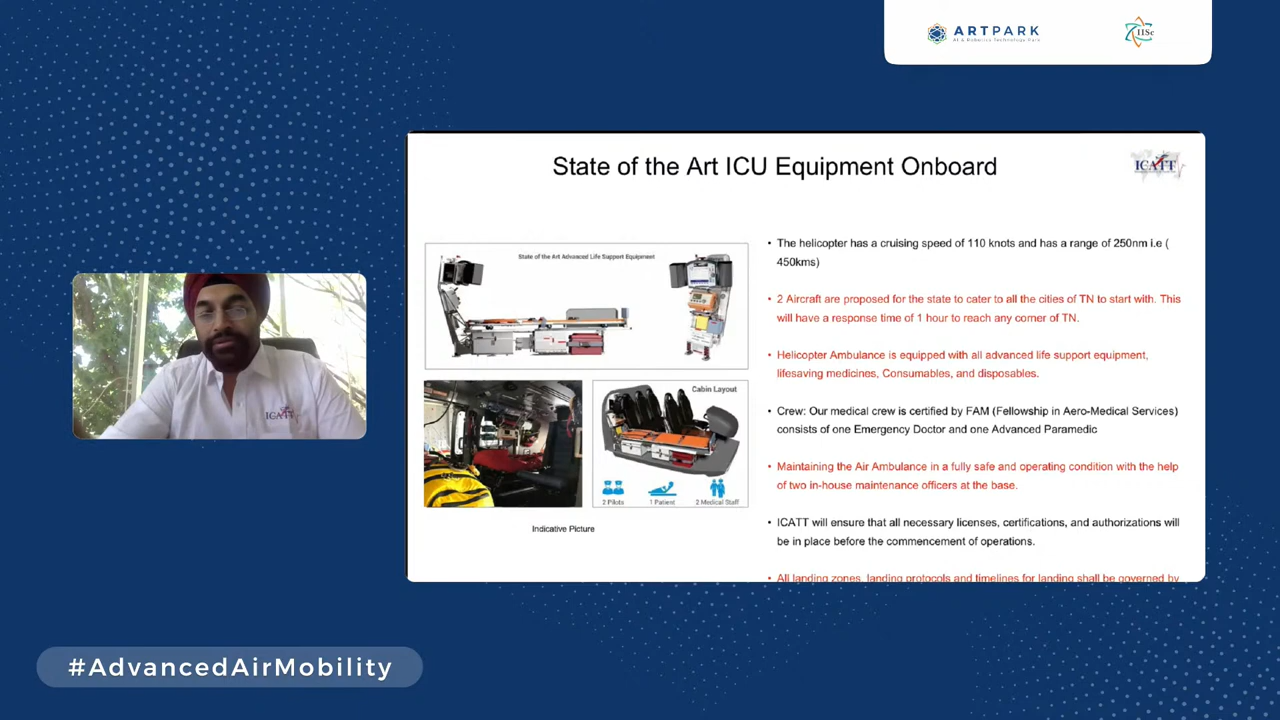 ARTPARK
AI & Robotics Technology Park
IISc
State of the Art ICU Equipment Onboard
ICATT
State of the Art Advanced Life Support Equipment
Cabin Layout
2 Pilots
1 Patient
2 Medical Staff
Indicative Picture
• The helicopter has a cruising speed of 110 knots and has a range of 250nm i.e (
450kms)
• 2 Aircraft are proposed for the state to cater to all the cities of TN to start with. This
will have a response time of 1 hour to reach any corner of TN.
• Helicopter Ambulance is equipped with all advanced life support equipment,
lifesaving medicines, Consumables, and disposables.
• Crew: Our medical crew is certified by FAM (Fellowship in Aero-Medical Services)
consists of one Emergency Doctor and one Advanced Paramedic
• Maintaining the Air Ambulance in a fully safe and operating condition with the help
of two in-house maintenance officers at the base.
• ICATT will ensure that all necessary licenses, certifications, and authorizations will
be in place before the commencement of operations.
• All landing zones, landing protocols and timelines for landing shall be governed by
ICATT
#AdvancedAirMobility